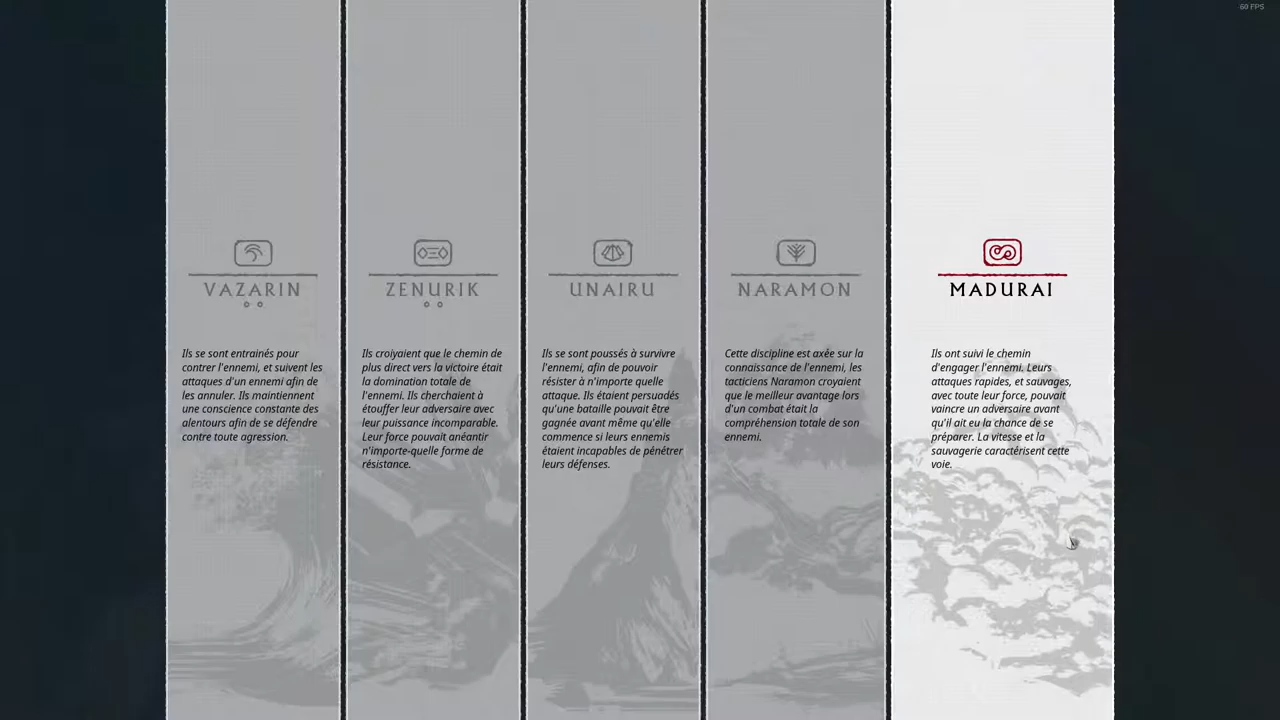 60 FPS
VAZARIN
Ils se sont entrainés pour
contrer l'ennemi, et suivent les
attaques d'un ennemi afin de
les annuler. Ils maintiennent
une conscience constante des
alentours afin de se défendre
contre toute agression.
ZENURIK
Ils croiyaient que le chemin de
plus direct vers la victoire était
la domination totale de
l'ennemi. Ils cherchaient à
étouffer leur adversaire avec
leur puissance incomparable.
Leur force pouvait anéantir
n'importe-quelle forme de
résistance.
UNAIRU
Ils se sont poussés à survivre
l'ennemi, afin de pouvoir
résister à n'importe quelle
attaque. Ils étaient persuadés
qu'une bataille pouvait être
gagnée avant même qu'elle
commence si leurs ennemis
étaient incapables de pénétrer
leurs défenses.
NARAMON
Cette discipline est axée sur la
connaissance de l'ennemi, les
tacticiens Naramon croyaient
que le meilleur avantage lors
d'un combat était la
compréhension totale de son
ennemi.
MADURAI
Ils ont suivi le chemin
d'engager l'ennemi. Leurs
attaques rapides, et sauvages,
avec toute leur force, pouvait
vaincre un adversaire avant
qu'il ait eu la chance de se
préparer. La vitesse et la
sauvagerie caractérisent cette
voie.